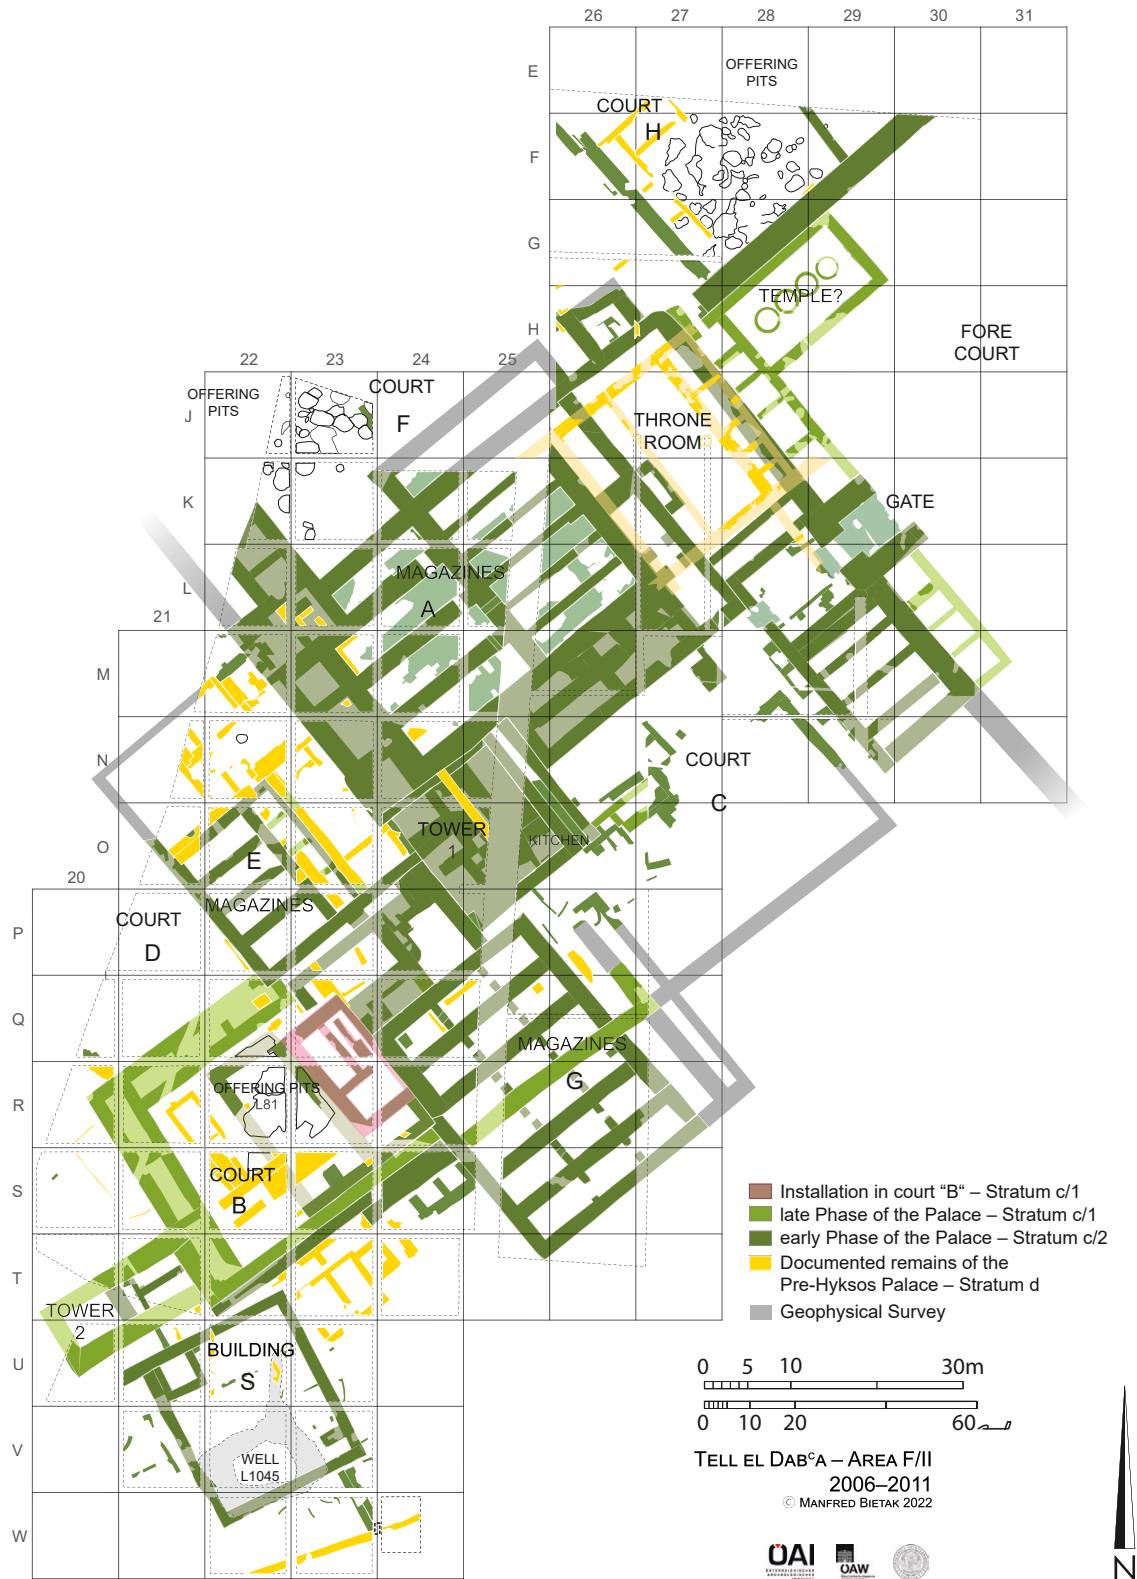 26 27 28 29 30 31
E
OFFERING
PITS
COURT
H
F
G
TEMPLE?
H
FORE
COURT
22 23 24 25
OFFERING
PITS
COURT
F
J
THRONE
ROOM
K
GATE
L
MAGAZINES
A
21
M
N
COURT
C
TOWER
1
KITCHEN
O
E
20
MAGAZINES
COURT
D
P
Q
MAGAZINES
G
R
OFFERING PITS
L81
S
COURT
B
Installation in court “B“ – Stratum c/1
late Phase of the Palace – Stratum c/1
early Phase of the Palace – Stratum c/2
Documented remains of the
Pre-Hyksos Palace – Stratum d
Geophysical Survey
T
TOWER
2
U
BUILDING
S
V
WELL
L1045
W
0 5 10 30m
0 10 20 60
TELL EL DABᶜA – AREA F/II
2006–2011
© MANFRED BIETAK 2022
ÖAI
ÖAW
N